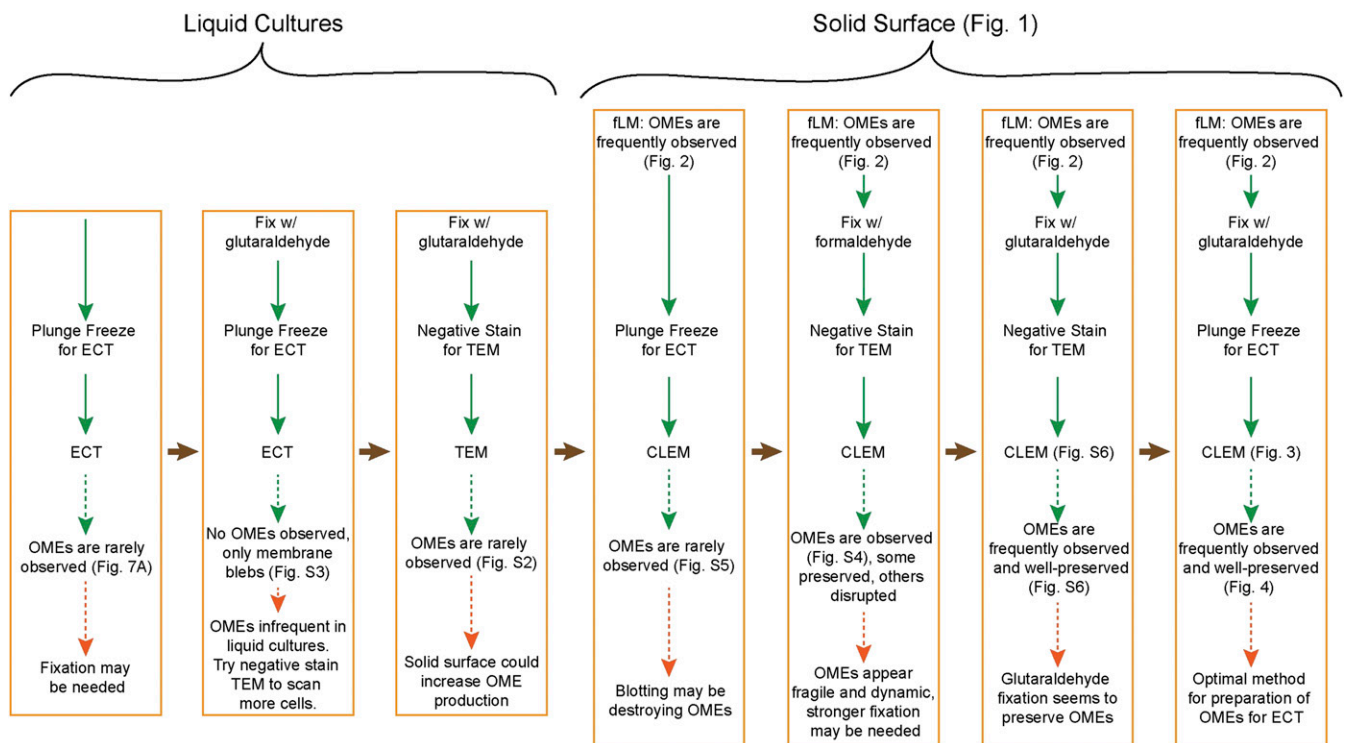 Liquid Cultures
Solid Surface (Fig. 1)
Plunge Freeze
for ECT
ECT
OMEs are rarely
observed (Fig. 7A)
Fixation may
be needed
Fix w/
glutaraldehyde
Plunge Freeze
for ECT
ECT
No OMEs observed,
only membrane
blebs (Fig. S3)
OMEs infrequent in
liquid cultures.
Try negative stain
TEM to scan
more cells.
Fix w/
glutaraldehyde
Negative Stain
for TEM
TEM
OMEs are rarely
observed (Fig. S2)
Solid surface could
increase OME
production
fLM: OMEs are
frequently observed
(Fig. 2)
Plunge Freeze
for ECT
CLEM
OMEs are rarely
observed (Fig. S5)
Blotting may be
destroying OMEs
fLM: OMEs are
frequently observed
(Fig. 2)
Fix w/
formaldehyde
Negative Stain
for TEM
CLEM
OMEs are observed
(Fig. S4), some
preserved, others
disrupted
OMEs appear
fragile and dynamic,
stronger fixation
may be needed
fLM: OMEs are
frequently observed
(Fig. 2)
Fix w/
glutaraldehyde
Negative Stain
for TEM
CLEM (Fig. S6)
OMEs are
frequently observed
and well-preserved
(Fig. S6)
Glutaraldehyde
fixation seems to
preserve OMEs
fLM: OMEs are
frequently observed
(Fig. 2)
Fix w/
glutaraldehyde
Plunge Freeze
for ECT
CLEM (Fig. 3)
OMEs are
frequently observed
and well-preserved
(Fig. 4)
Optimal method
for preparation of
OMEs for ECT